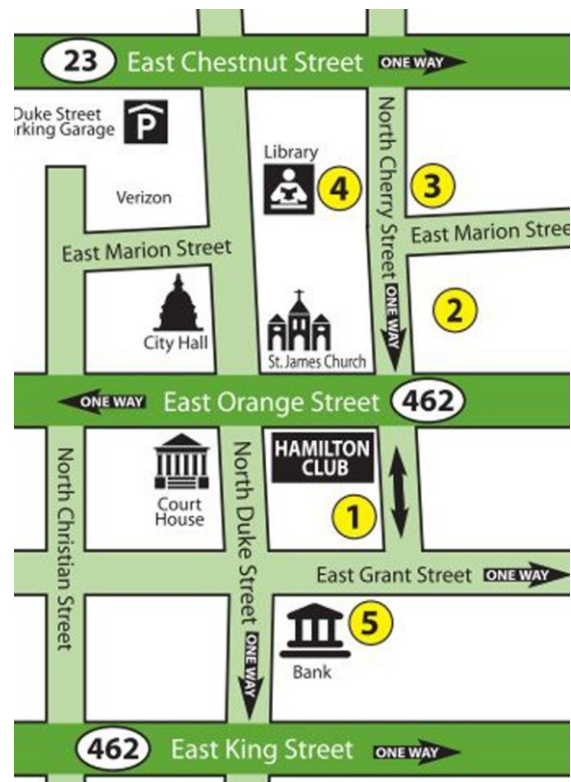 23 East Chestnut Street ONE WAY
Duke Street
rking Garage
P
Library
4
3
North Cherry Street ONE WAY
Verizon
East Marion Street
East Marion Stree
2
City Hall
St. James Church
ONE WAY East Orange Street 462
HAMILTON
CLUB
Court
House
1
North Christian Street
North Duke Street ONE WAY
East Grant Street ONE WAY
5
Bank
462 East King Street ONE WAY